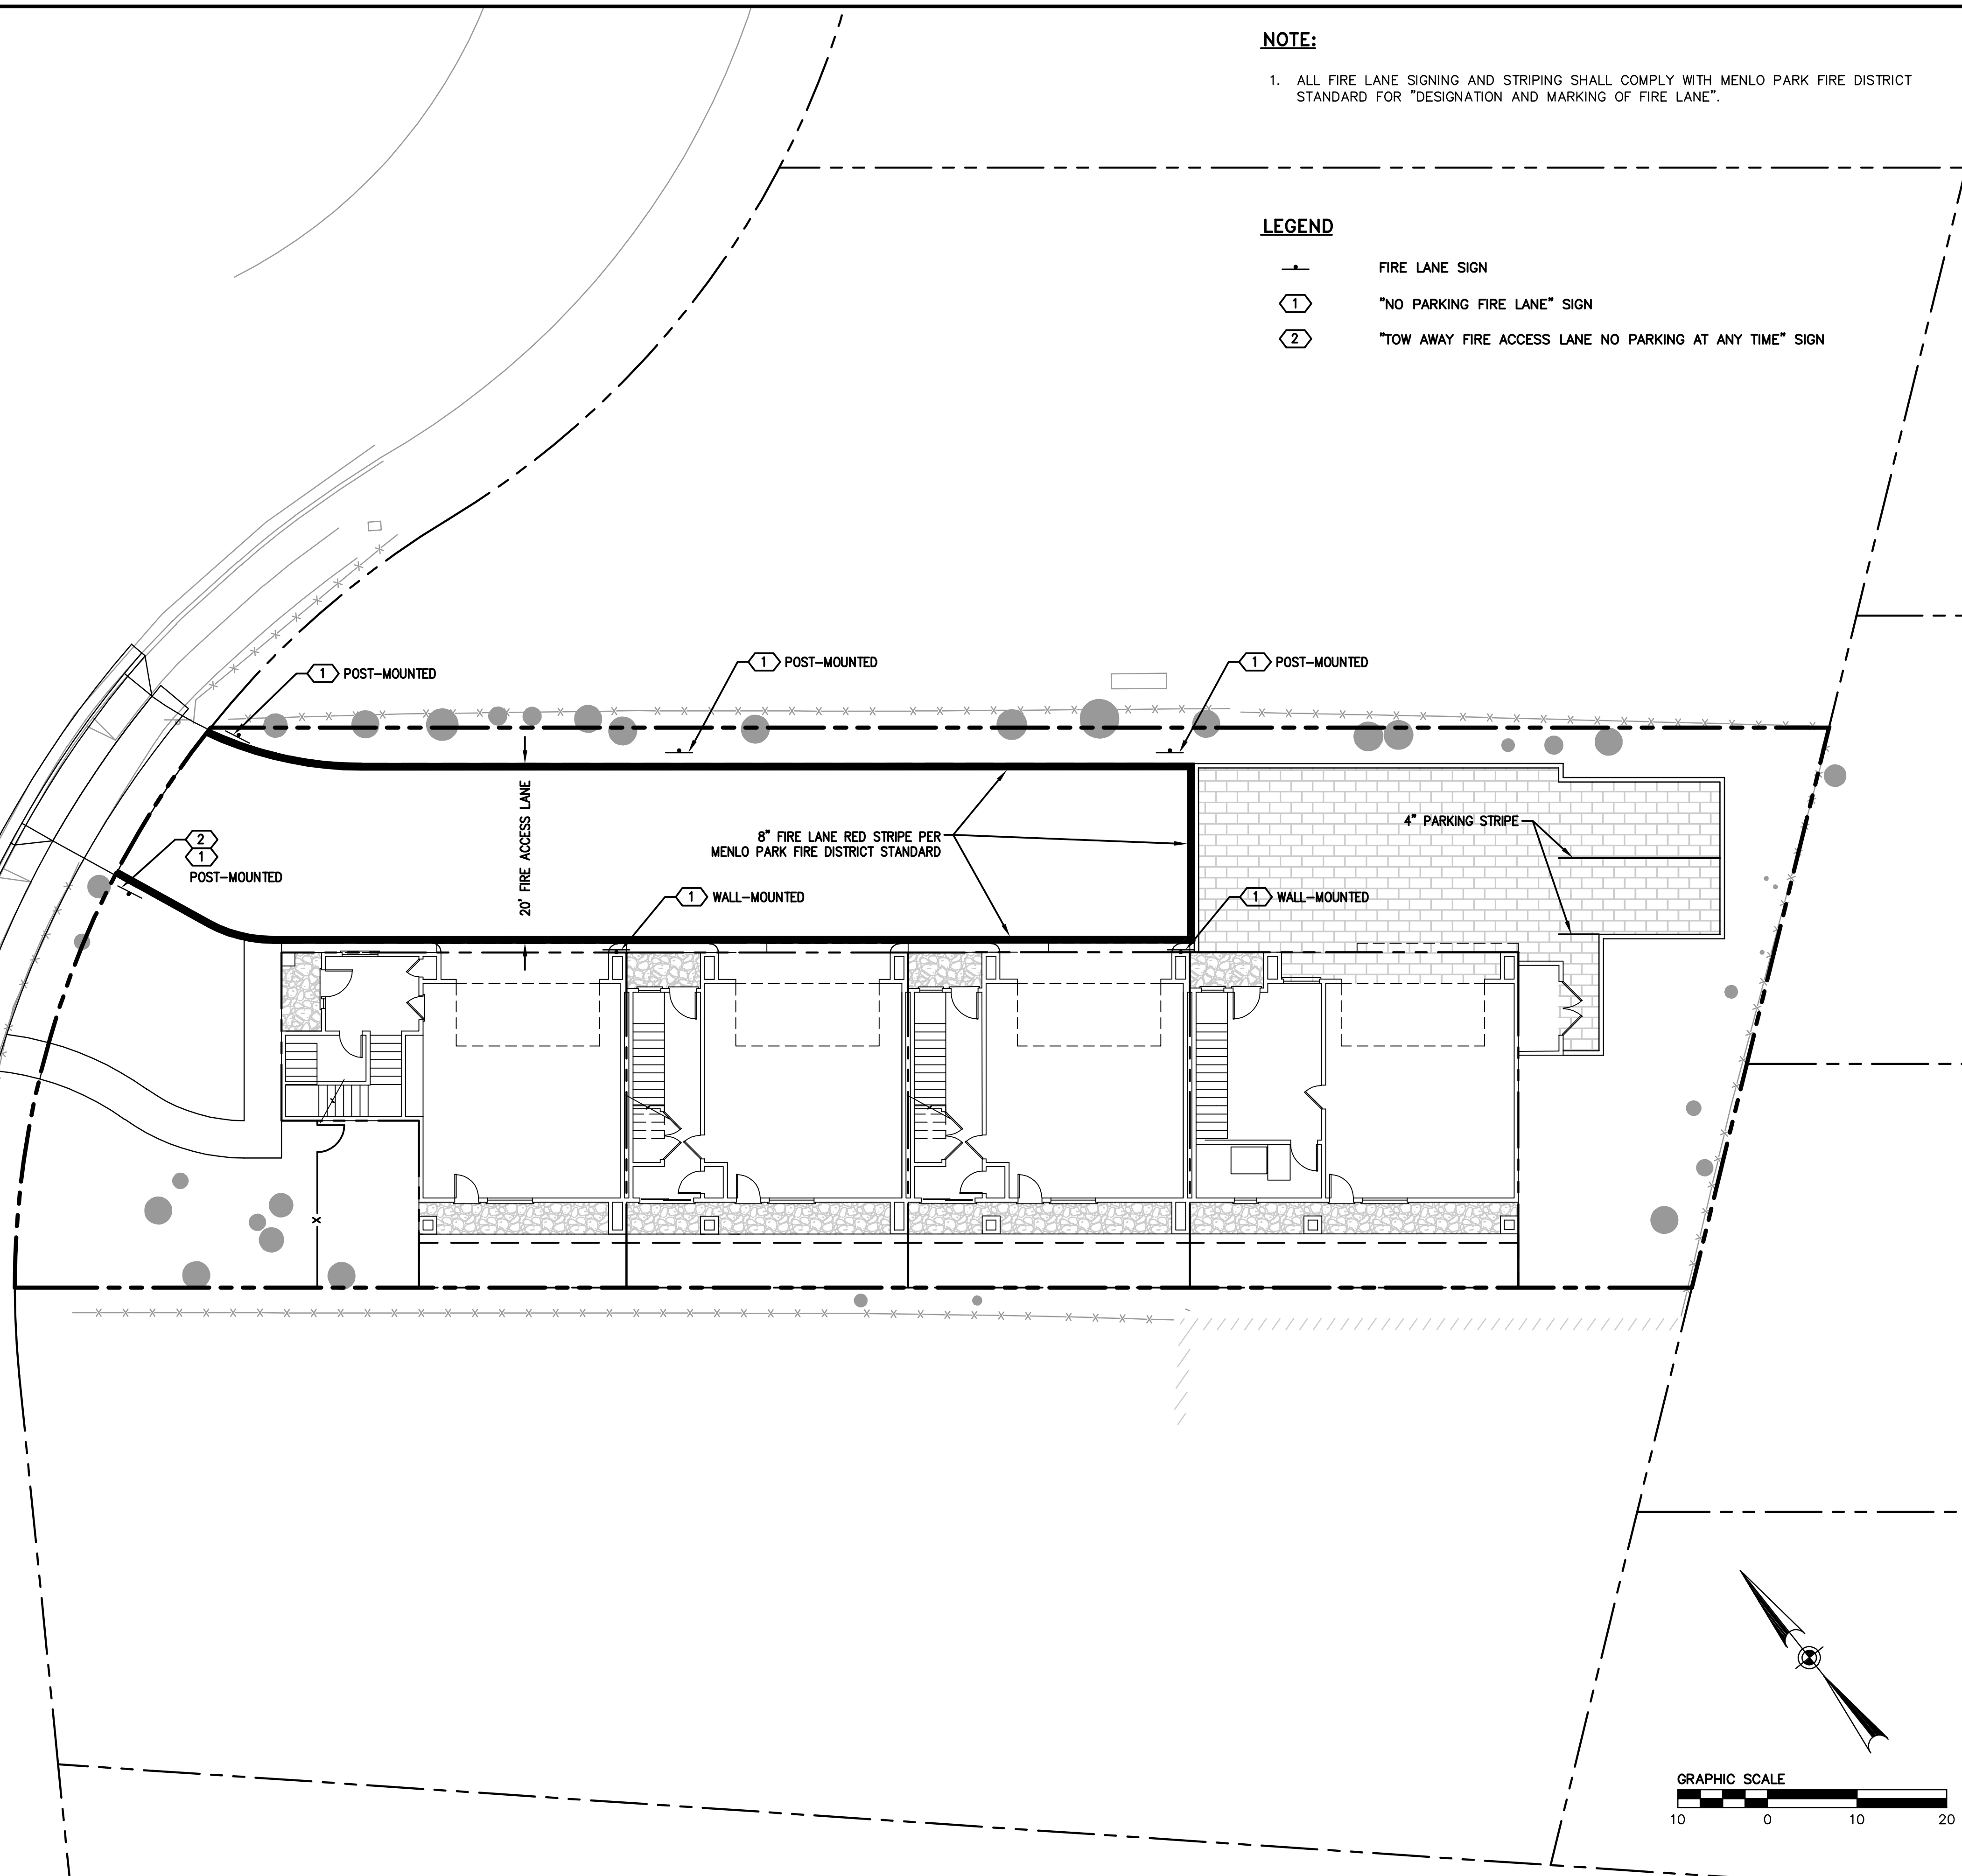 NOTE:
1. ALL FIRE LANE SIGNING AND STRIPING SHALL COMPLY WITH MENLO PARK FIRE DISTRICT
STANDARD FOR "DESIGNATION AND MARKING OF FIRE LANE".
LEGEND
FIRE LANE SIGN
1 "NO PARKING FIRE LANE" SIGN
2 "TOW AWAY FIRE ACCESS LANE NO PARKING AT ANY TIME" SIGN
1 POST-MOUNTED
1 POST-MOUNTED
1 POST-MOUNTED
20' FIRE ACCESS LANE
8" FIRE LANE RED STRIPE PER
MENLO PARK FIRE DISTRICT STANDARD
4" PARKING STRIPE
2
1
POST-MOUNTED
1 WALL-MOUNTED
1 WALL-MOUNTED
X
GRAPHIC SCALE
10 0 10 20